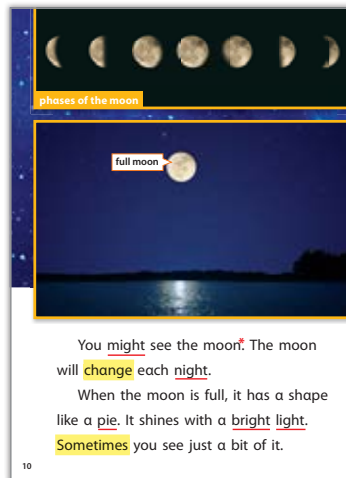 phases of the moon
full moon
You might see the moon.* The moon
will change each night.
When the moon is full, it has a shape
like a pie. It shines with a bright light.
Sometimes you see just a bit of it.
10